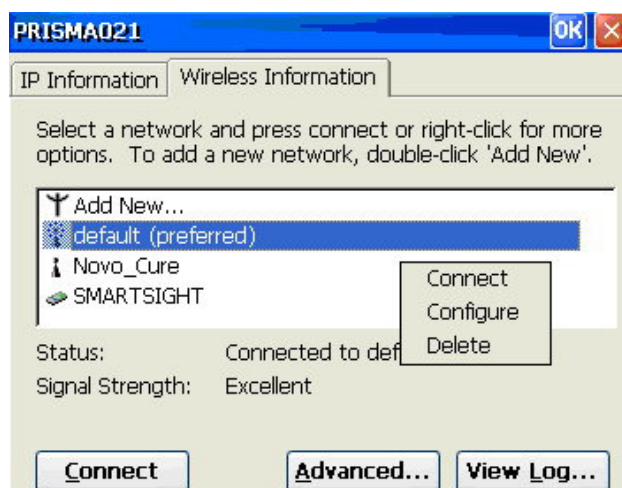 PRISMA021 OK
IP Information Wireless Information
Select a network and press connect or right-click for more
options. To add a new network, double-click 'Add New'.
Add New...
default (preferred)
Novo_Cure
SMARTSIGHT
Connect
Configure
Delete
Status: Connected to def
Signal Strength: Excellent
Connect Advanced... View Log...